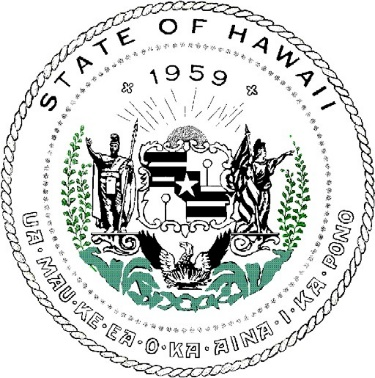 STATE OF HAWAII
1959
UA·MAU·KE·EA·O·KA·AINA·I·KA·PONO